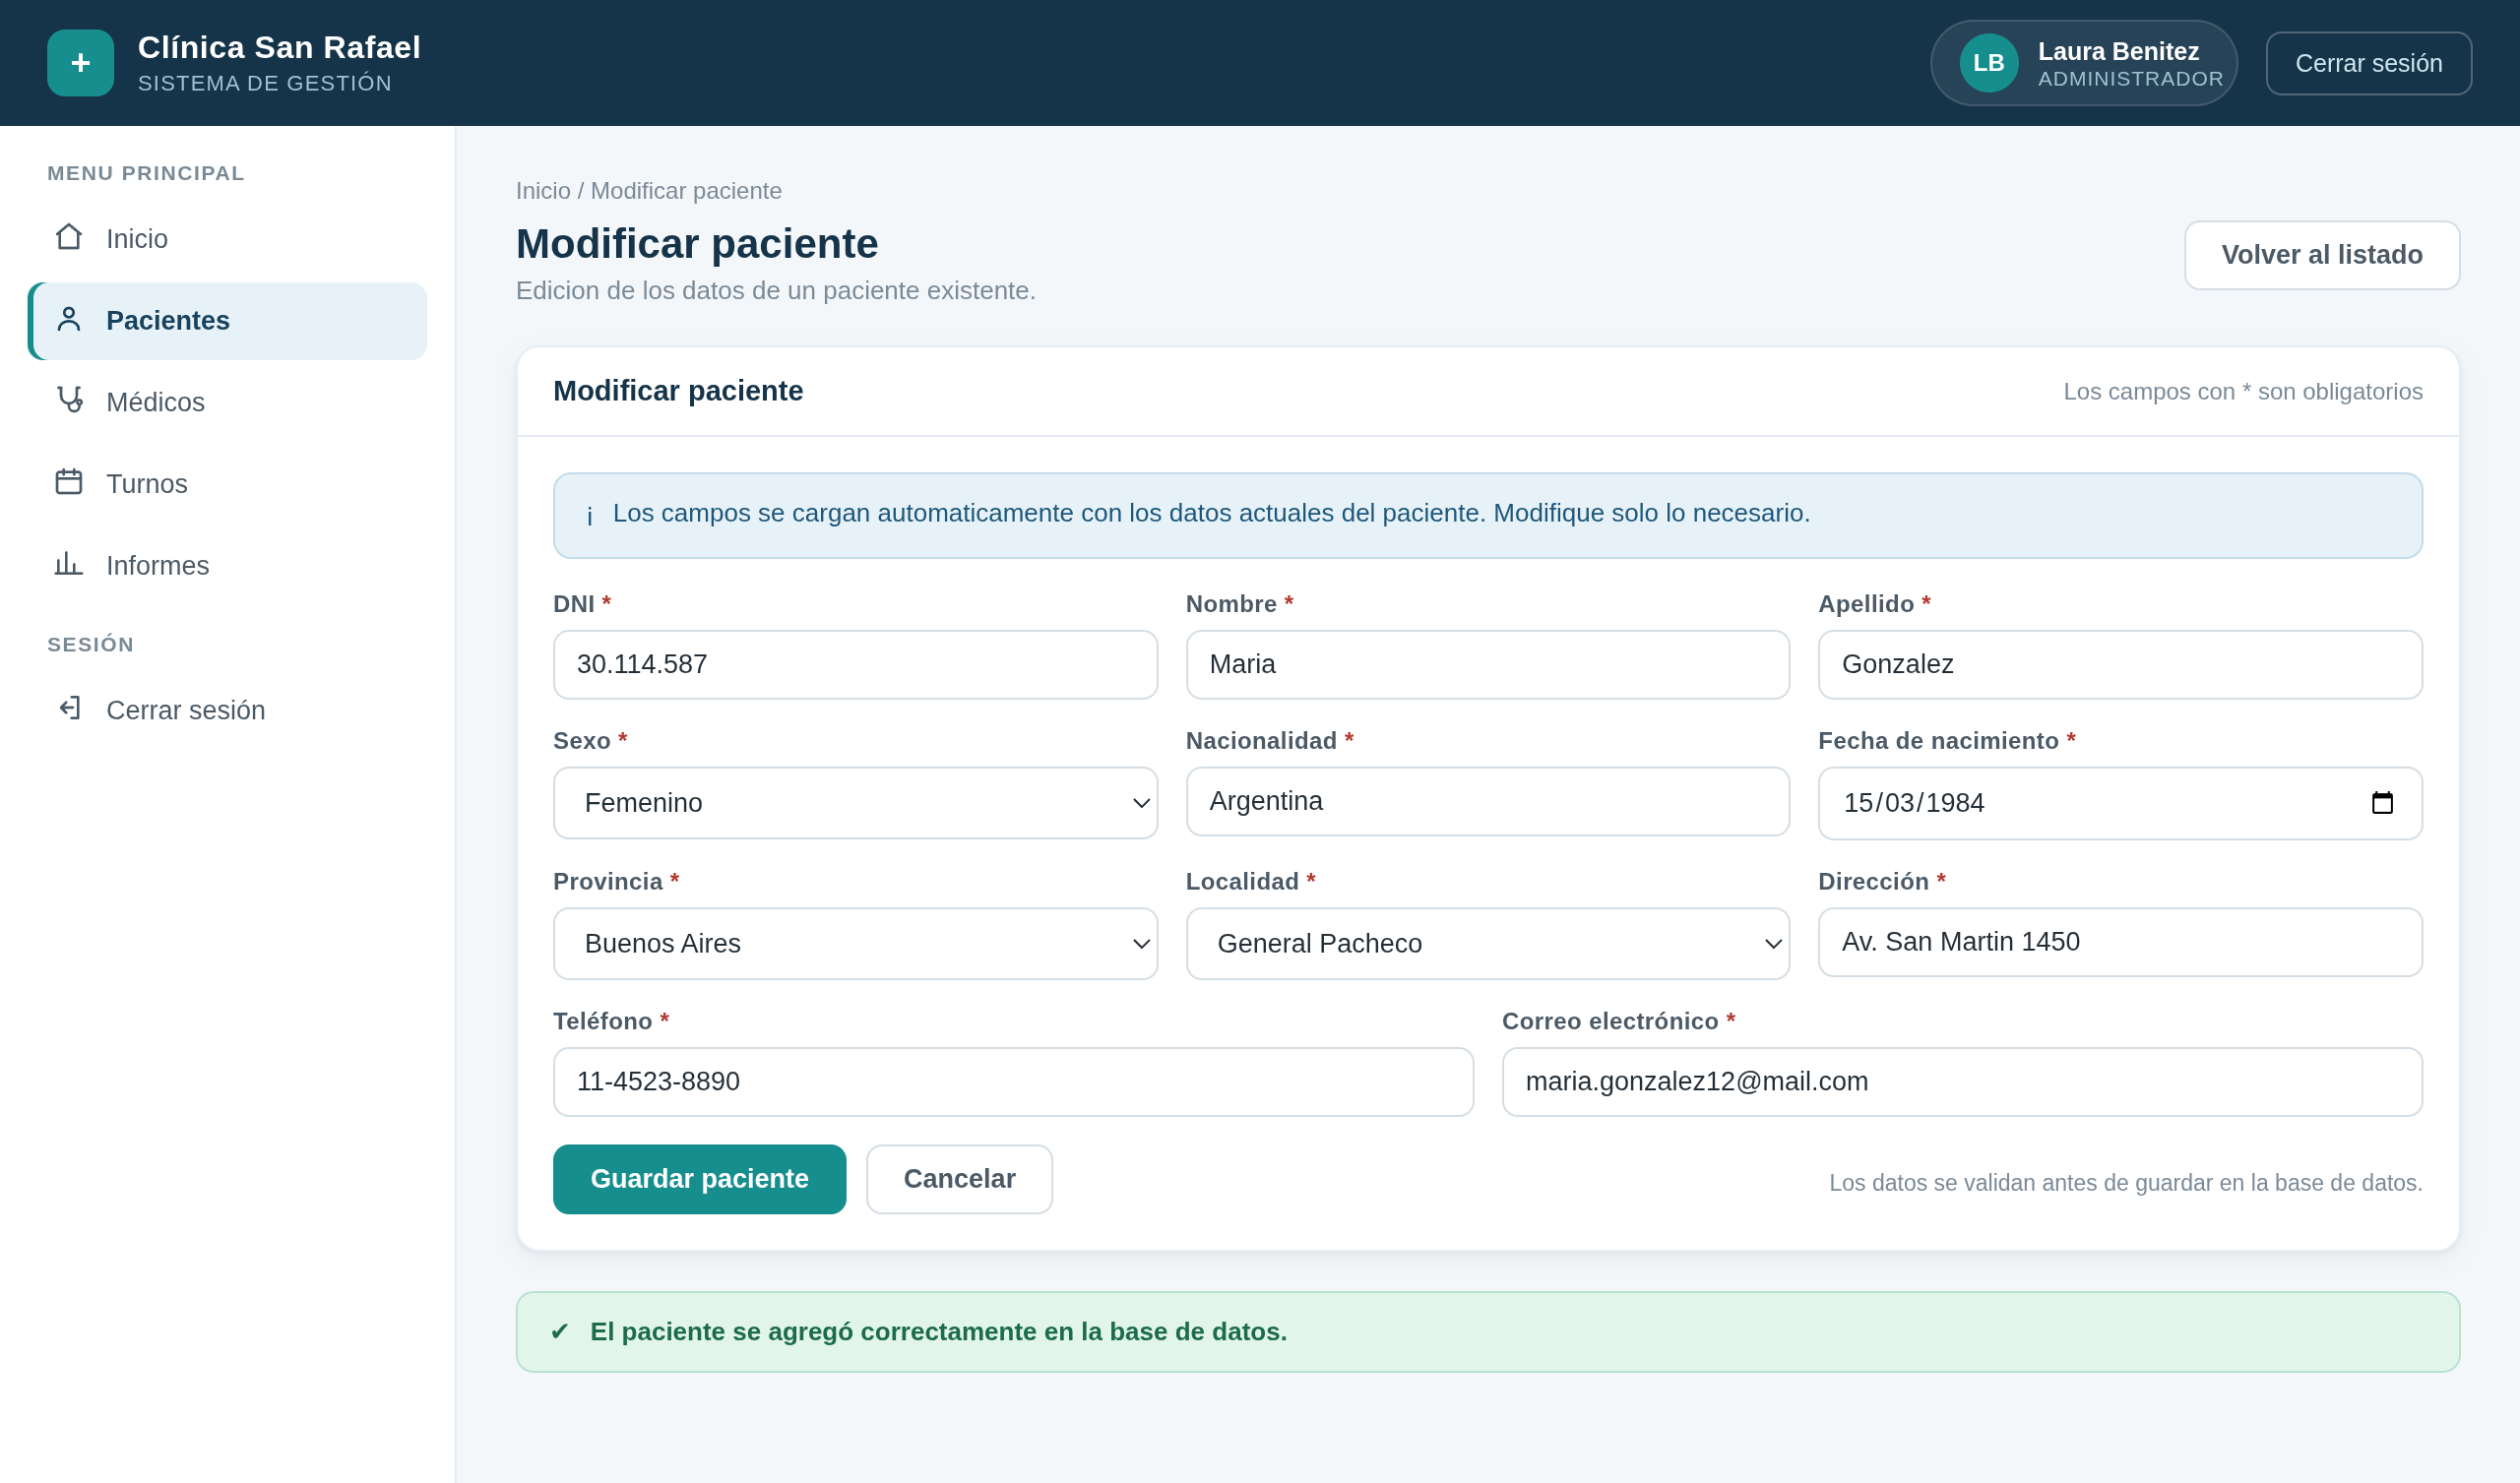 +
Clínica San Rafael
SISTEMA DE GESTIÓN
LB
Laura Benitez
ADMINISTRADOR
Cerrar sesión
MENU PRINCIPAL
Inicio
Pacientes
Médicos
Turnos
Informes
SESIÓN
Cerrar sesión
Inicio / Modificar paciente
Modificar paciente
Edicion de los datos de un paciente existente.
Volver al listado
Modificar paciente
Los campos con * son obligatorios
¡ Los campos se cargan automaticamente con los datos actuales del paciente. Modifique solo lo necesario.
DNI * Nombre * Apellido *
30.114.587 Maria Gonzalez
Sexo * Nacionalidad * Fecha de nacimiento *
Femenino Argentina 15/03/1984
Provincia * Localidad * Dirección *
Buenos Aires General Pacheco Av. San Martin 1450
Teléfono * Correo electrónico *
11-4523-8890 maria.gonzalez12@mail.com
Guardar paciente Cancelar Los datos se validan antes de guardar en la base de datos.
✔ El paciente se agregó correctamente en la base de datos.